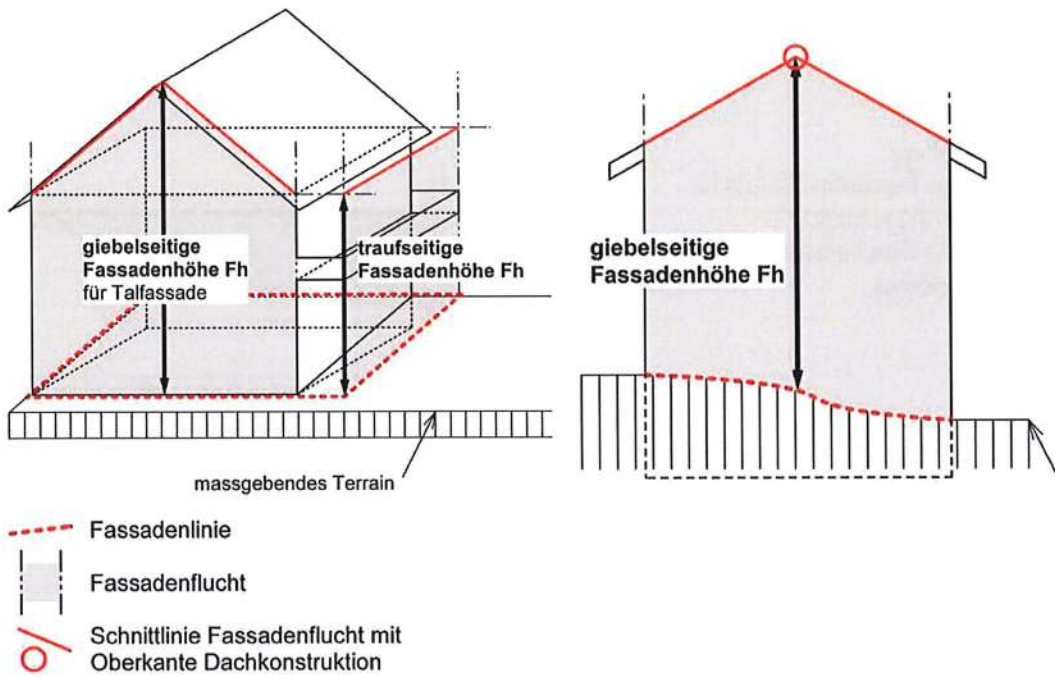 giebelseitige
Fassadenhöhe Fh
für Talfassade
traufseitige
Fassadenhöhe Fh
giebelseitige
Fassadenhöhe Fh
massgebendes Terrain
Fassadenlinie
Fassadenflucht
Schnittlinie Fassadenflucht mit
Oberkante Dachkonstruktion